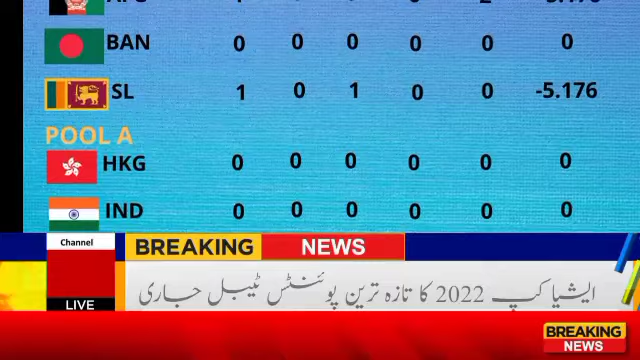 BAN 0 0 0 0 0 0
SL 1 0 1 0 0 -5.176
POOL A
HKG 0 0 0 0 0 0
IND 0 0 0 0 0 0
Channel
BREAKING NEWS
ایشیا کپ 2022 کا تازہ ترین پوائنٹس ٹیبل جاری
LIVE
BREAKING
NEWS